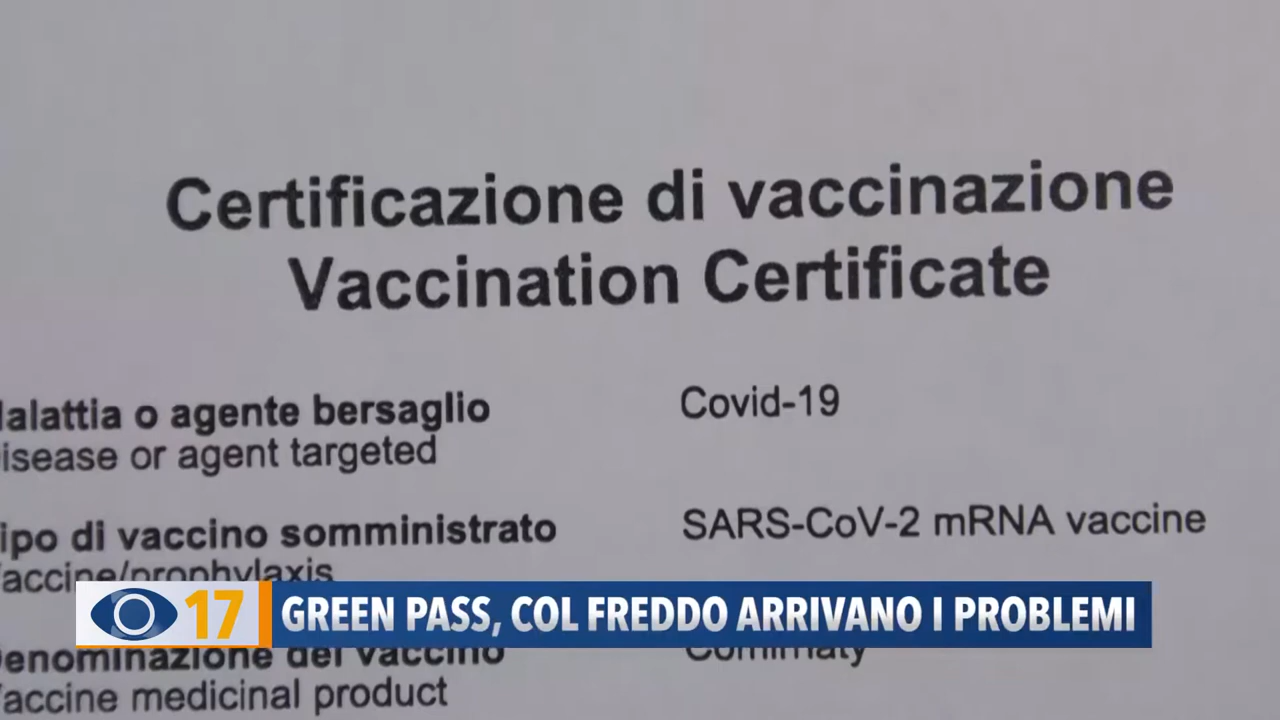 Certificazione di vaccinazione
Vaccination Certificate
alattia o agente bersaglio
Covid-19
isease or agent targeted
ipo di vaccino somministrato
SARS-CoV-2 mRNA vaccine
accine/prophylaxis
17
GREEN PASS, COL FREDDO ARRIVANO I PROBLEMI
enominazione del vaccino
Comirnaty
accine medicinal product